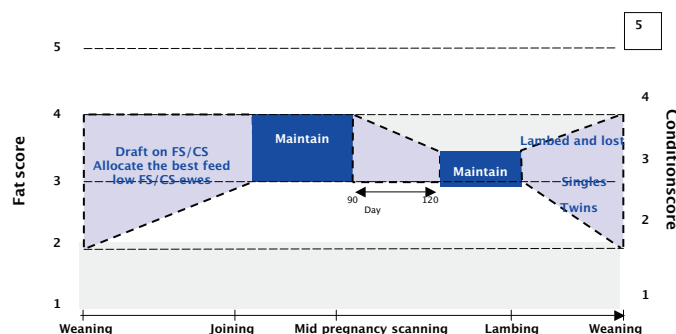 5
5
4
3
2
1
Fat score
Draft on FS/CS
Allocate the best feed
low FS/CS ewes
Maintain
90
120
Day
Maintain
Lambed and lost
Singles
Twins
4
3
2
1
Conditionscore
Weaning
Joining
Mid pregnancy scanning
Lambing
Weaning